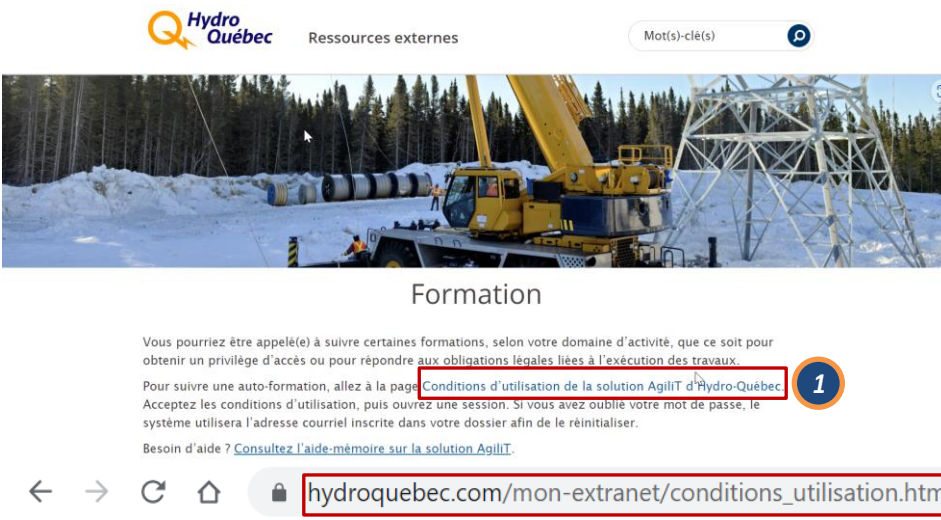 Hydro
Québec
Ressources externes
Mot(s)-clé(s)
Formation
Vous pourriez être appelé(e) à suivre certaines formations, selon votre domaine d'activité, que ce soit pour
obtenir un privilège d'accès ou pour répondre aux obligations légales liées à l'exécution des travaux.
Pour suivre une auto-formation, allez à la page Conditions d'utilisation de la solution AgiliT d'Hydro-Québec.
1
Acceptez les conditions d'utilisation, puis ouvrez une session. Si vous avez oublié votre mot de passe, le
système utilisera l'adresse courriel inscrite dans votre dossier afin de le réinitialiser.
Besoin d'aide ? Consultez l'aide-mémoire sur la solution AgiliT.
hydroquebec.com/mon-extranet/conditions_utilisation.htm